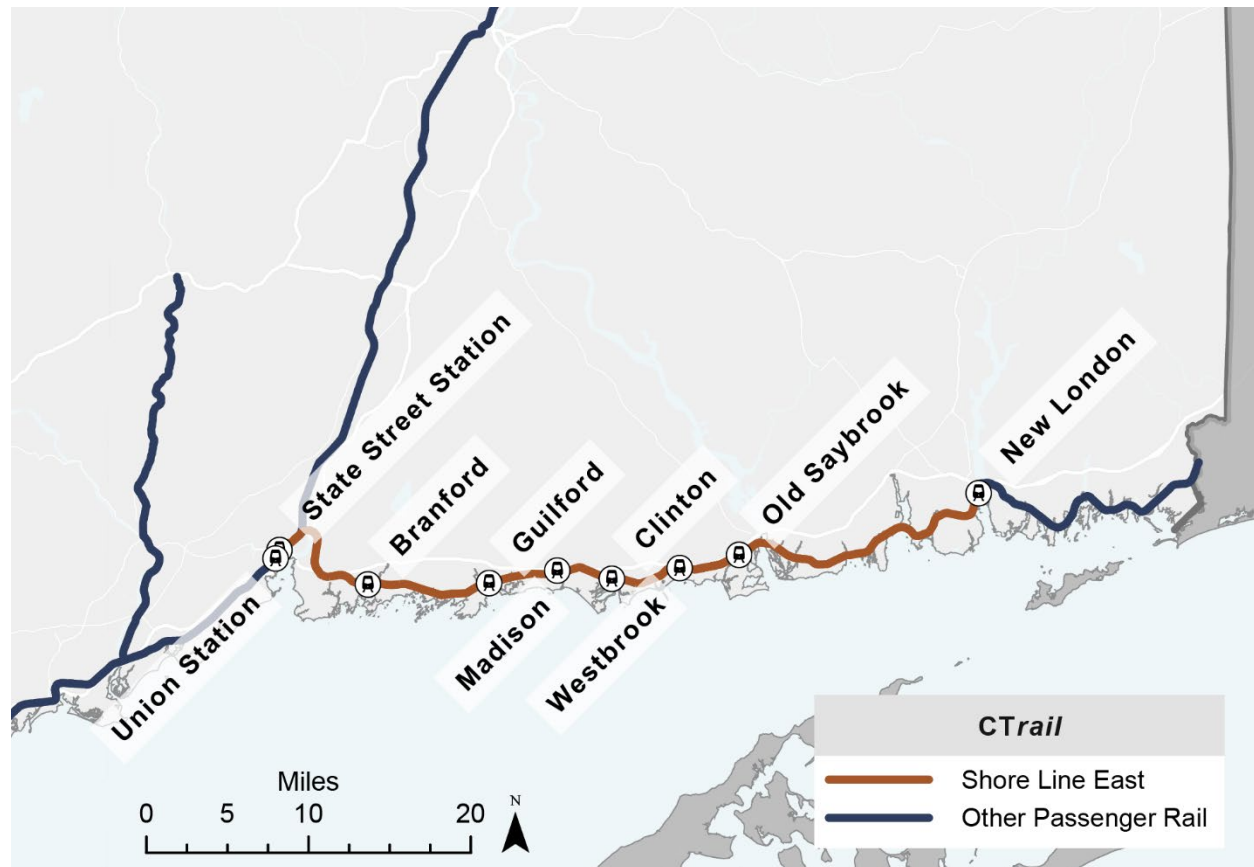 State Street Station
Branford
Guilford
Clinton
Old Saybrook
New London
Union Station
Madison
Westbrook
Miles
0 5 10 20
N
CTrail
Shore Line East
Other Passenger Rail